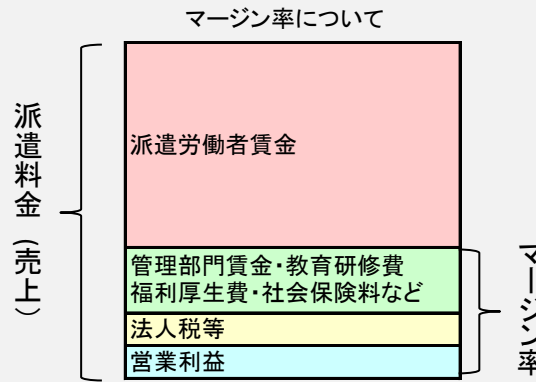 マージン率について
派遣料金（売上）
派遣労働者賃金
管理部門賃金・教育研修費
福利厚生費・社会保険料など
法人税等
営業利益
マージン率